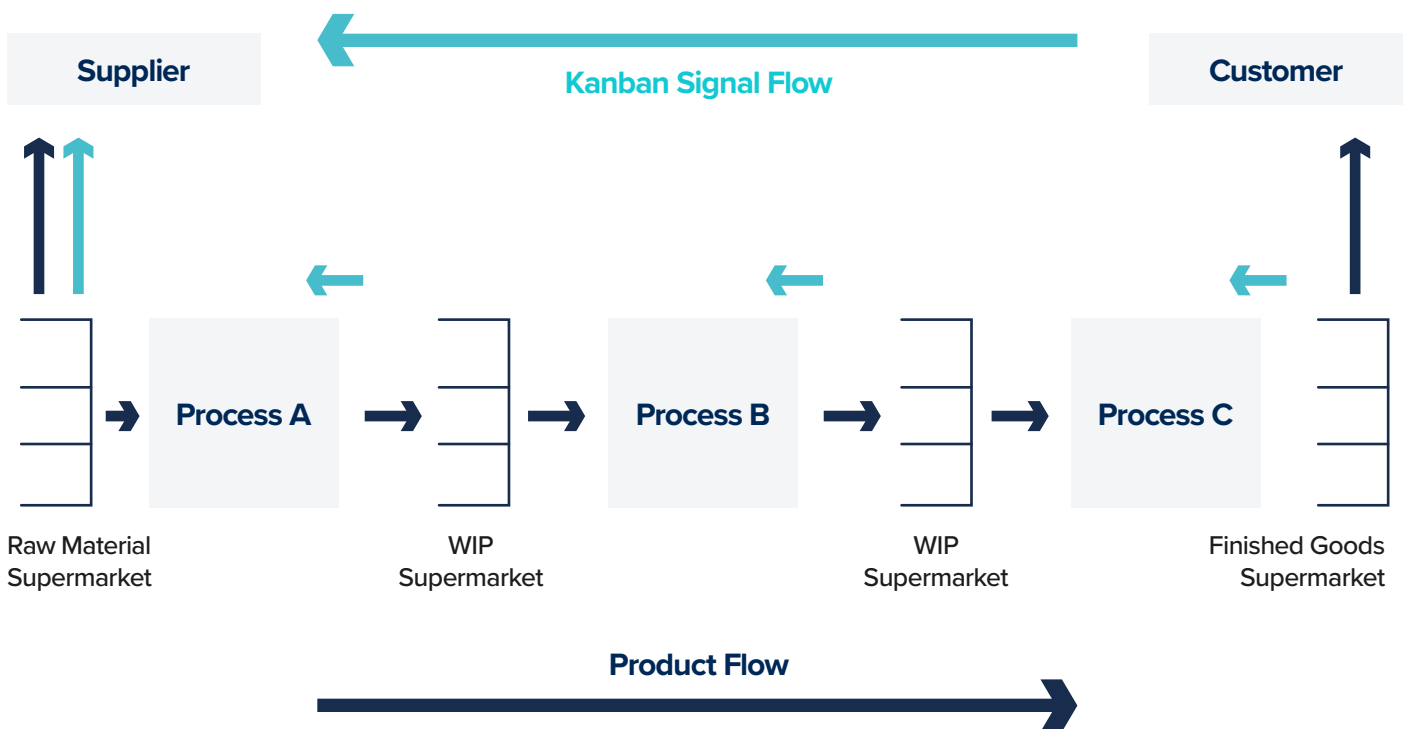 Supplier
Kanban Signal Flow
Customer
Process A
Process B
Process C
Raw Material
Supermarket
WIP
Supermarket
WIP
Supermarket
Finished Goods
Supermarket
Product Flow